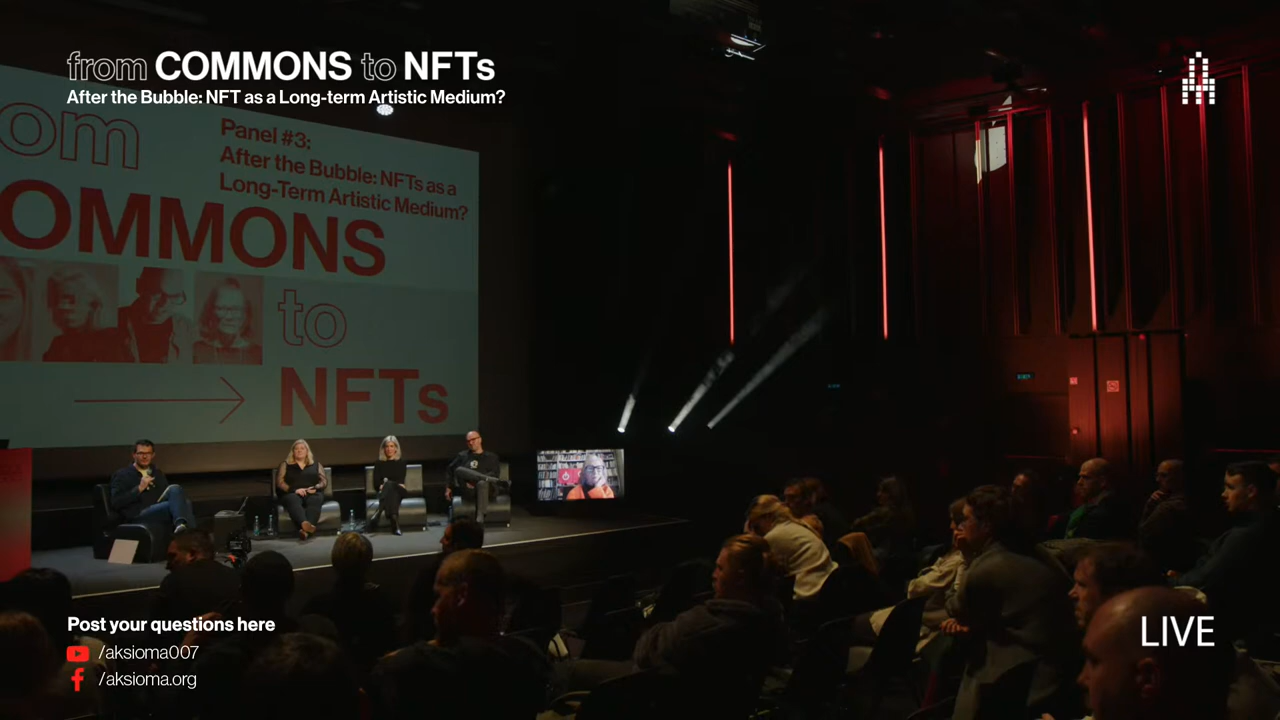 from COMMONS to NFTs
After the Bubble: NFT as a Long-term Artistic Medium?
om
Panel #3:
After the Bubble: NFTs as a
Long-Term Artistic Medium?
OMMONS
to
NFTs
Post your questions here
/aksioma007
/aksioma.org
LIVE